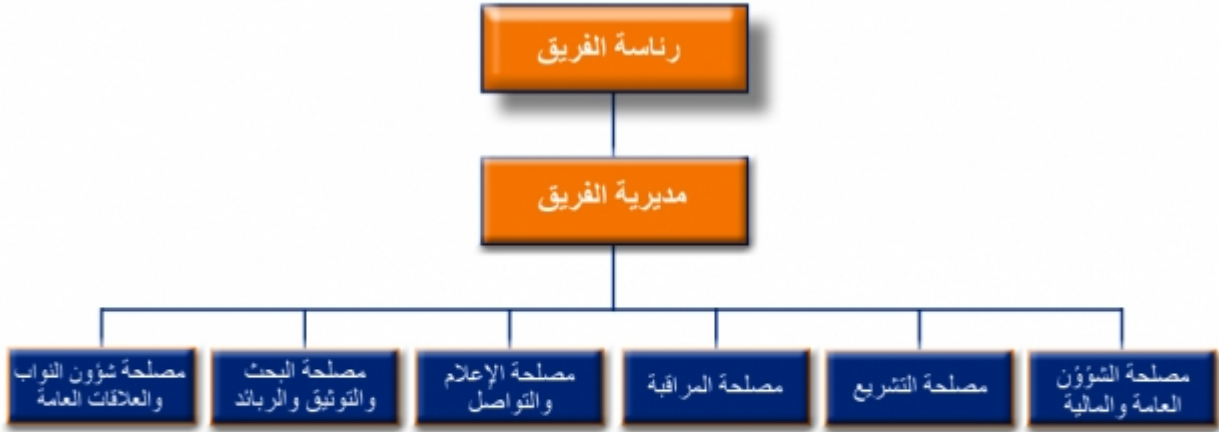 رئاسة الفريق
مديرية الفريق
مصلحة الشؤوؤن
العامة والمالية
مصلحة التشريع
مصلحة المراقبة
مصلحة الإعلام
والتواصل
مصلحة البحث
والتوثيق والربائد
مصلحة شؤون النواب
والعلاقات العامة